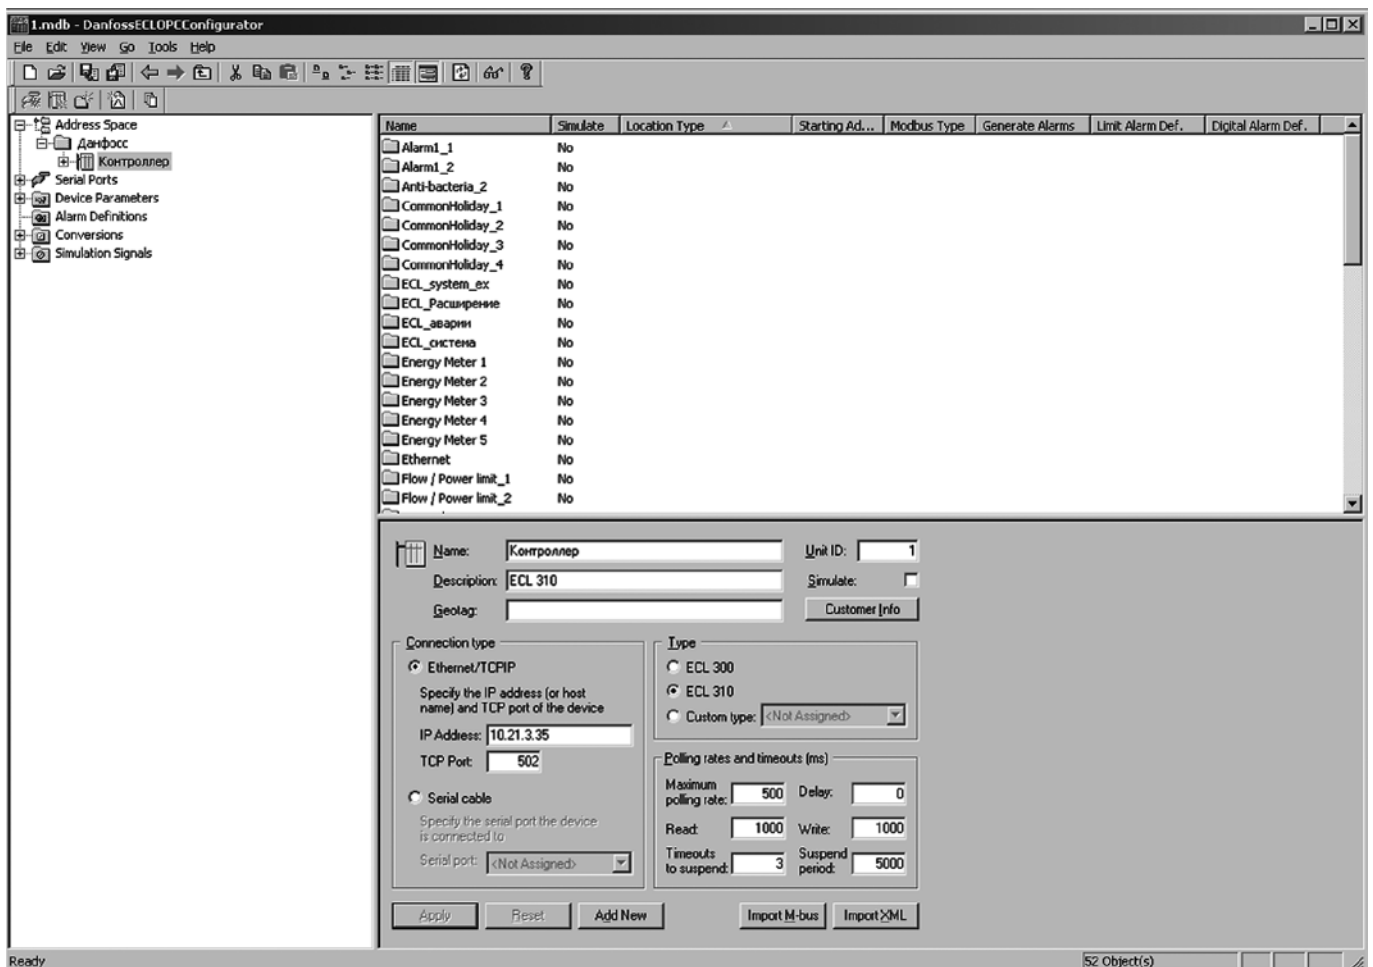 1.mdb - DanfossECLOPCConfigurator
File Edit View Go Tools Help
Address Space
Данфосс
Контроллер
Serial Ports
Device Parameters
Alarm Definitions
Conversions
Simulation Signals
Name Simulate Location Type Starting Ad... Modbus Type Generate Alarms Limit Alarm Def. Digital Alarm Def.
Alarm1_1 No
Alarm1_2 No
Anti-bacteria_2 No
CommonHoliday_1 No
CommonHoliday_2 No
CommonHoliday_3 No
CommonHoliday_4 No
ECL_system_ex No
ECL_Расширение No
ECL_аварии No
ECL_система No
Energy Meter 1 No
Energy Meter 2 No
Energy Meter 3 No
Energy Meter 4 No
Energy Meter 5 No
Ethernet No
Flow / Power limit_1 No
Flow / Power limit_2 No
Name: Контроллер Unit ID: 1
Description: ECL 310 Simulate:
Geotag: Customer Info
Connection type
Ethernet/TCPIP
Specify the IP address (or host
name) and TCP port of the device
IP Address: 10.21.3.35
TCP Port: 502
Serial cable
Specify the serial port the device
is connected to
Serial port: <Not Assigned>
Type
ECL 300
ECL 310
Custom type: <Not Assigned>
Polling rates and timeouts (ms)
Maximum
polling rate: 500 Delay: 0
Read: 1000 Write: 1000
Timeouts
to suspend: 3 Suspend
period: 5000
Apply Reset Add New Import M-bus Import XML
Ready 52 Object(s)